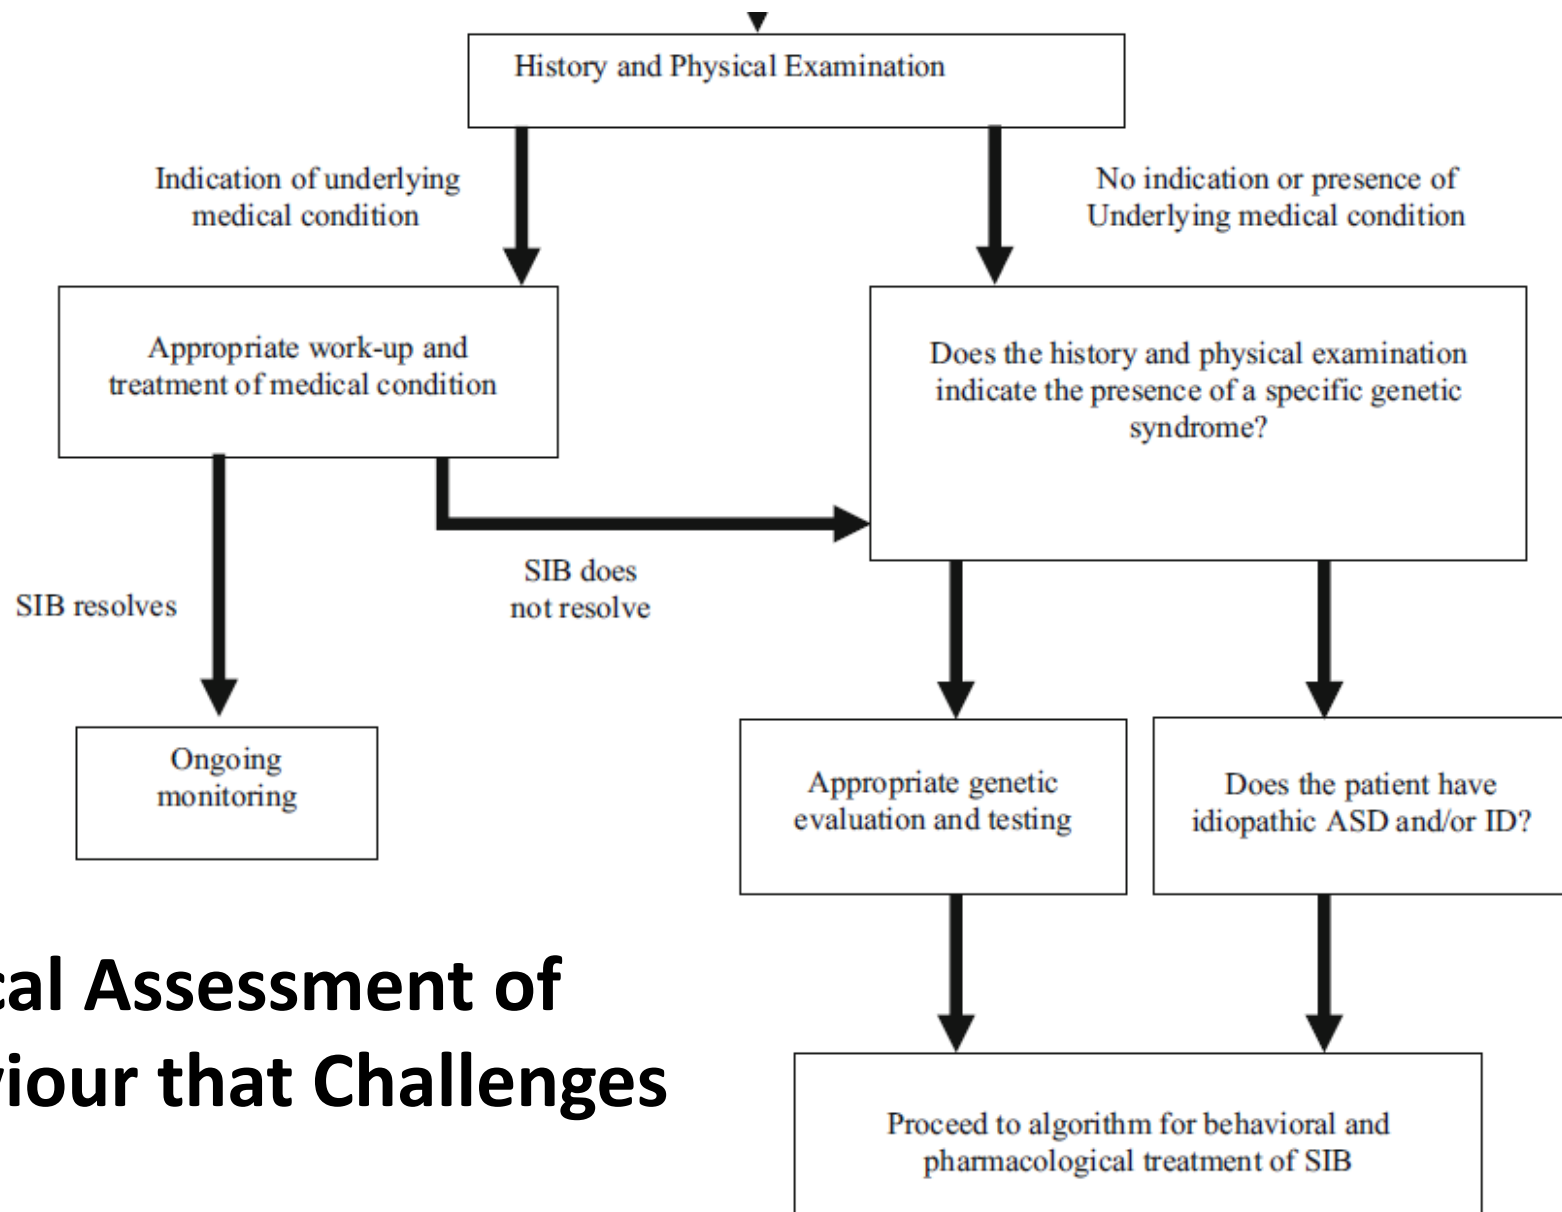 History and Physical Examination
Indication of underlying
medical condition
No indication or presence of
Underlying medical condition
Appropriate work-up and
treatment of medical condition
Does the history and physical examination
indicate the presence of a specific genetic
syndrome?
SIB resolves
SIB does
not resolve
Ongoing
monitoring
Appropriate genetic
evaluation and testing
Does the patient have
idiopathic ASD and/or ID?
cal Assessment of
viour that Challenges
Proceed to algorithm for behavioral and
pharmacological treatment of SIB